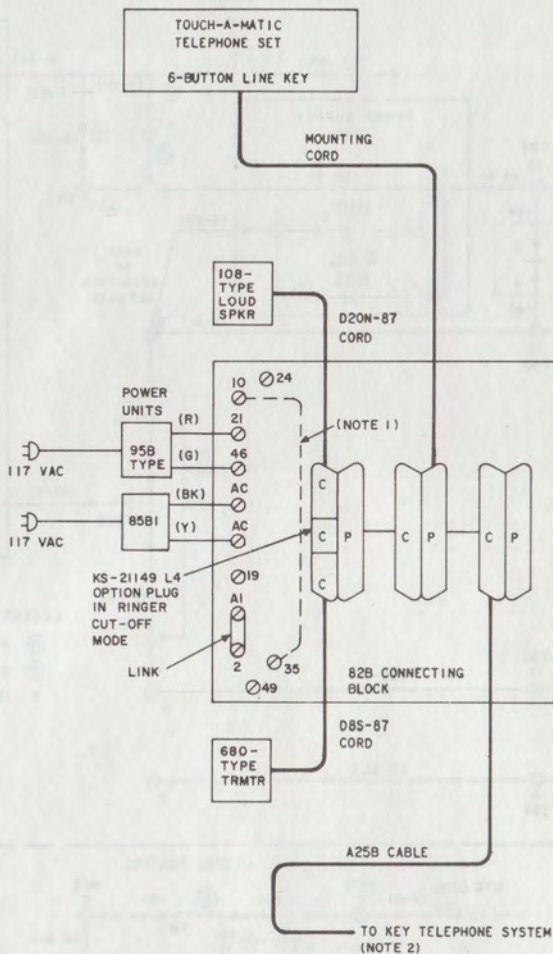 TOUCH-A-MATIC
TELEPHONE SET
6-BUTTON LINE KEY
MOUNTING
CORD
108-
TYPE
LOUD
SPKR
D20N-87
CORD
POWER
UNITS
10
24
(R)
21
(NOTE 1)
95B
TYPE
(G)
46
117 VAC
(BK)
AC
85B1
(Y)
AC
117 VAC
C
C
C
P
C
P
C
P
KS-21149 L4
OPTION PLUG
IN RINGER
CUT-OFF
MODE
19
A1
LINK
2
35
49
82B CONNECTING
BLOCK
D8S-87
CORD
680-
TYPE
TRMTR
A25B CABLE
TO KEY TELEPHONE SYSTEM
(NOTE 2)